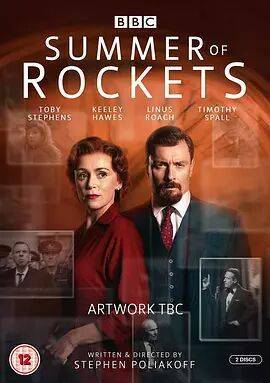 BBC
SUMMER OF
ROCKETS
TOBY STEPHENS
KEELEY HAWES
LINUS ROACH
TIMOTHY SPALL
ARTWORK TBC
WRITTEN & DIRECTED BY
STEPHEN POLIAKOFF
12
2 DISCS